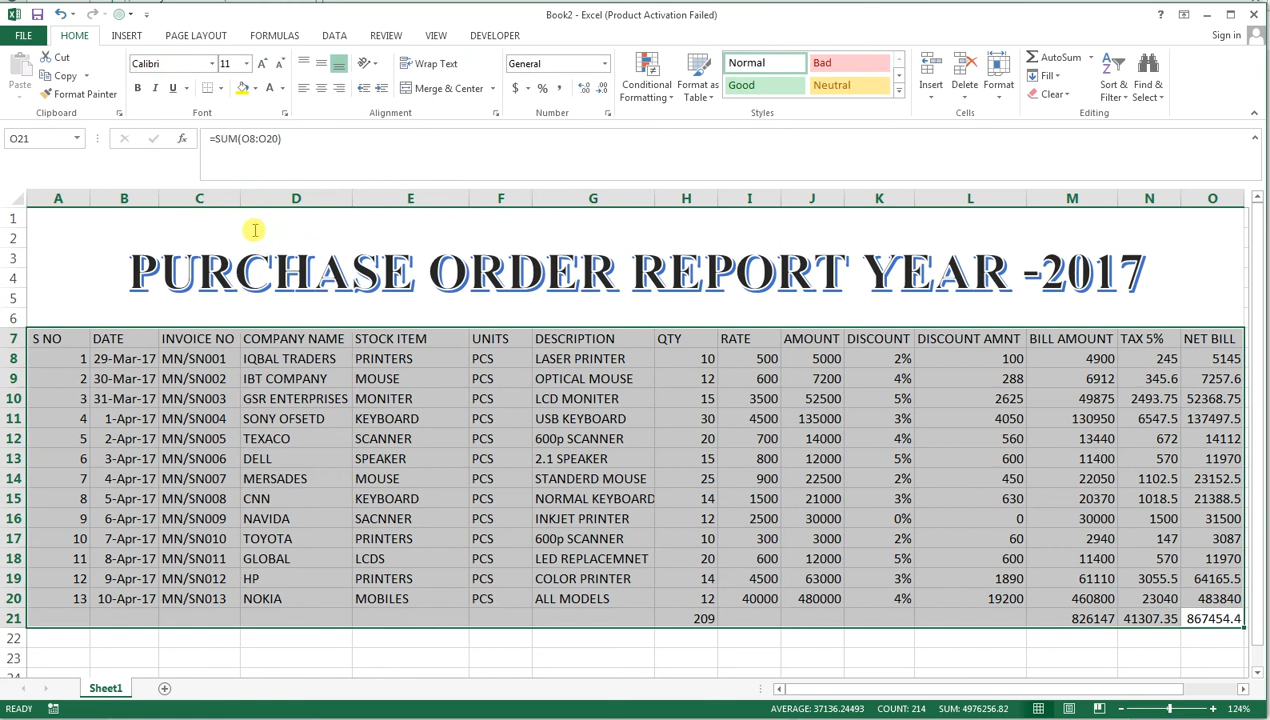 Book2 - Excel (Product Activation Failed)
Sign in
FILE HOME INSERT PAGE LAYOUT FORMULAS DATA REVIEW VIEW DEVELOPER
Paste
Cut
Copy
Format Painter
Clipboard
Calibri 11
B I U
Font
Wrap Text
Merge & Center
Alignment
General
$ %
Number
Conditional Formatting
Format as Table
Normal Bad
Good Neutral
Styles
Insert Delete Format
Cells
AutoSum
Fill
Clear
Sort & Filter
Find & Select
Editing
O21 fx =SUM(O8:O20)
A B C D E F G H I J K L M N O
1
2
3
4
5
6
PURCHASE ORDER REPORT YEAR -2017
7 S NO DATE INVOICE NO COMPANY NAME STOCK ITEM UNITS DESCRIPTION QTY RATE AMOUNT DISCOUNT DISCOUNT AMNT BILL AMOUNT TAX 5% NET BILL
8 1 29-Mar-17 MN/SN001 IQBAL TRADERS PRINTERS PCS LASER PRINTER 10 500 5000 2% 100 4900 245 5145
9 2 30-Mar-17 MN/SN002 IBT COMPANY MOUSE PCS OPTICAL MOUSE 12 600 7200 4% 288 6912 345.6 7257.6
10 3 31-Mar-17 MN/SN003 GSR ENTERPRISES MONITER PCS LCD MONITER 15 3500 52500 5% 2625 49875 2493.75 52368.75
11 4 1-Apr-17 MN/SN004 SONY OFSETD KEYBOARD PCS USB KEYBOARD 30 4500 135000 3% 4050 130950 6547.5 137497.5
12 5 2-Apr-17 MN/SN005 TEXACO SCANNER PCS 600p SCANNER 20 700 14000 4% 560 13440 672 14112
13 6 3-Apr-17 MN/SN006 DELL SPEAKER PCS 2.1 SPEAKER 15 800 12000 5% 600 11400 570 11970
14 7 4-Apr-17 MN/SN007 MERSADES MOUSE PCS STANDERD MOUSE 25 900 22500 2% 450 22050 1102.5 23152.5
15 8 5-Apr-17 MN/SN008 CNN KEYBOARD PCS NORMAL KEYBOARD 14 1500 21000 3% 630 20370 1018.5 21388.5
16 9 6-Apr-17 MN/SN009 NAVIDA SACNNER PCS INKJET PRINTER 12 2500 30000 0% 0 30000 1500 31500
17 10 7-Apr-17 MN/SN010 TOYOTA PRINTERS PCS 600p SCANNER 10 300 3000 2% 60 2940 147 3087
18 11 8-Apr-17 MN/SN011 GLOBAL LCDS PCS LED REPLACEMNET 20 600 12000 5% 600 11400 570 11970
19 12 9-Apr-17 MN/SN012 HP PRINTERS PCS COLOR PRINTER 14 4500 63000 3% 1890 61110 3055.5 64165.5
20 13 10-Apr-17 MN/SN013 NOKIA MOBILES PCS ALL MODELS 12 40000 480000 4% 19200 460800 23040 483840
21 209 826147 41307.35 867454.4
22
23
Sheet1
READY AVERAGE: 37136.24493 COUNT: 214 SUM: 4976256.82 124%